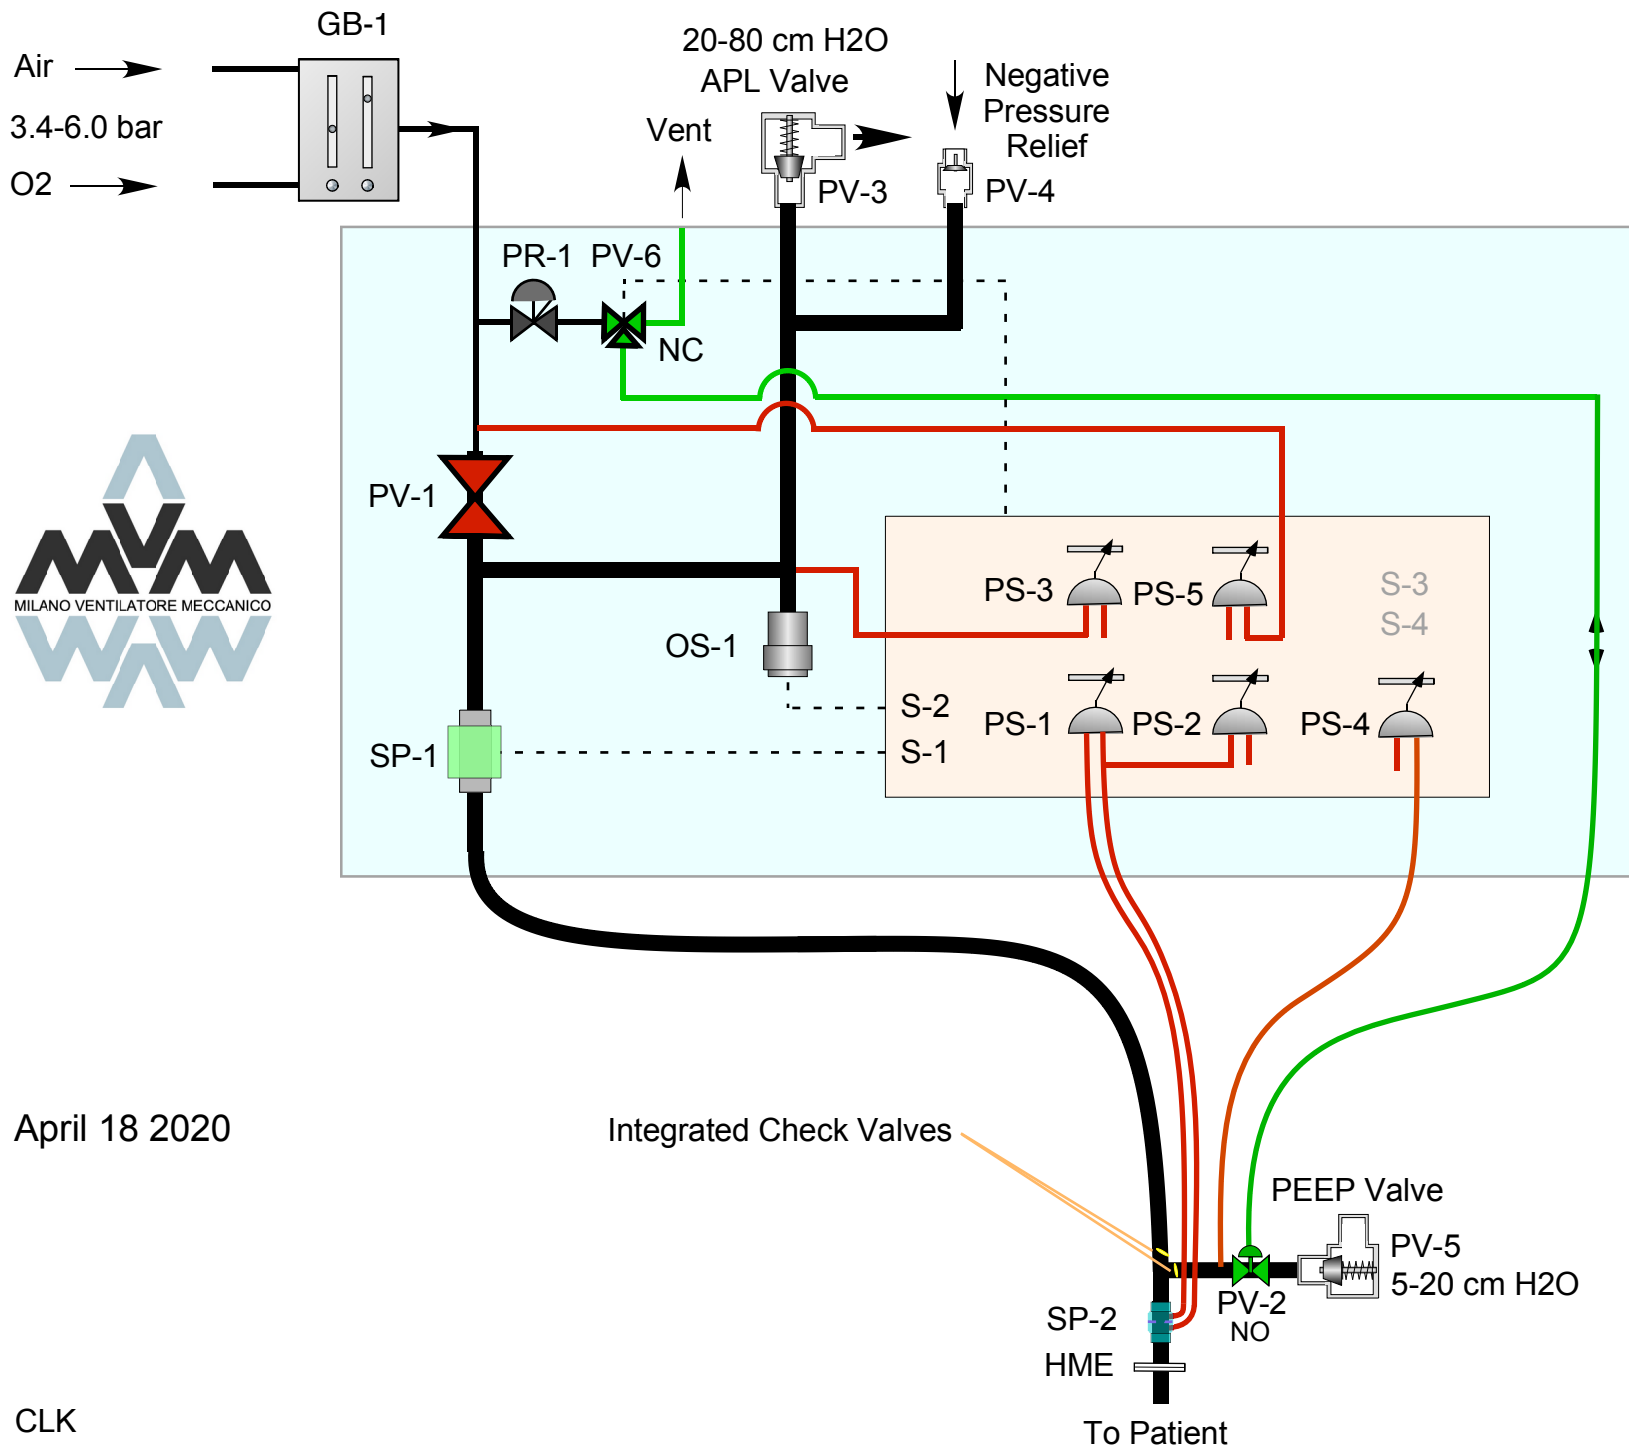 GB-1
Air
3.4-6.0 bar
O2
20-80 cm H2O
APL Valve
Vent
Negative
Pressure
Relief
PV-3
PV-4
PR-1
PV-6
NC
PV-1
MVM
MILANO VENTILATORE MECCANICO
PS-3
PS-5
S-3
S-4
OS-1
S-2
S-1
PS-1
PS-2
PS-4
SP-1
April 18 2020
Integrated Check Valves
PEEP Valve
PV-5
5-20 cm H2O
PV-2
NO
SP-2
HME
To Patient
CLK